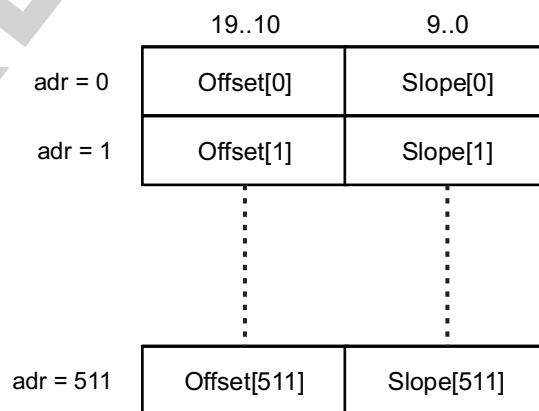 19..10 9..0
adr = 0 Offset[0] Slope[0]
adr = 1 Offset[1] Slope[1]
adr = 511 Offset[511] Slope[511]